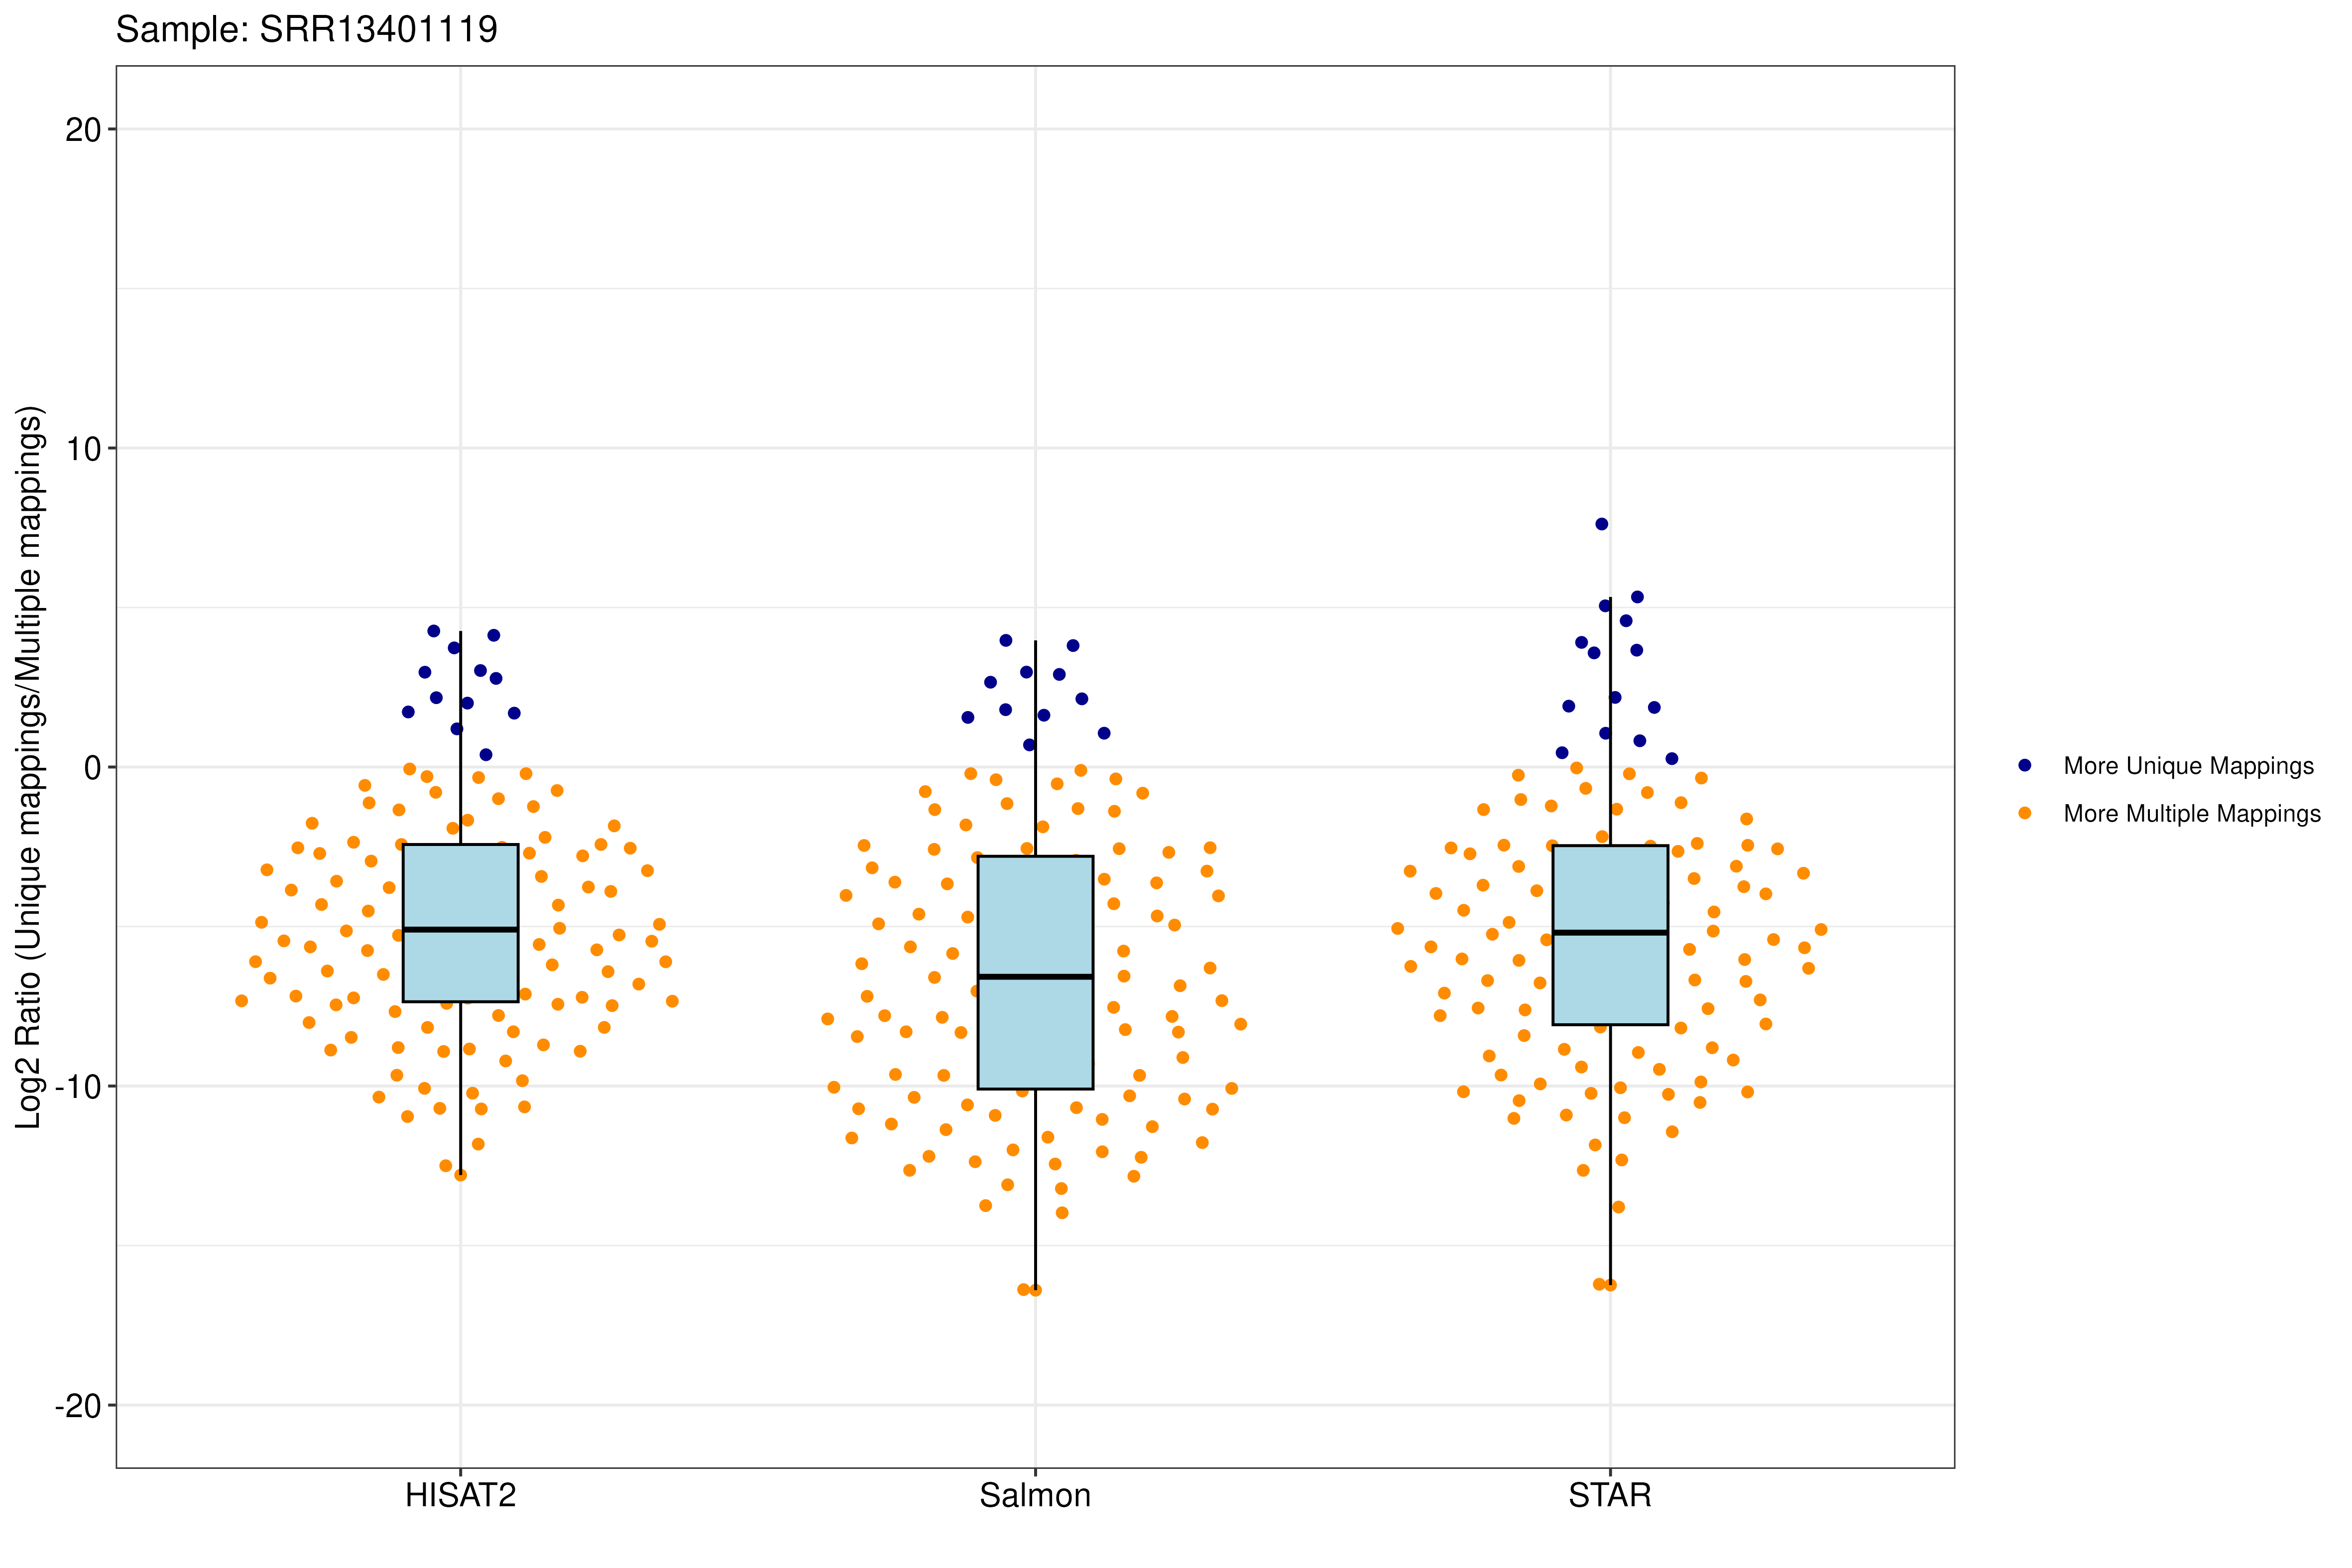 Sample: SRR13401119
Log2 Ratio (Unique mappings/Multiple mappings)
20
10
0
-10
-20
HISAT2
Salmon
STAR
More Unique Mappings
More Multiple Mappings